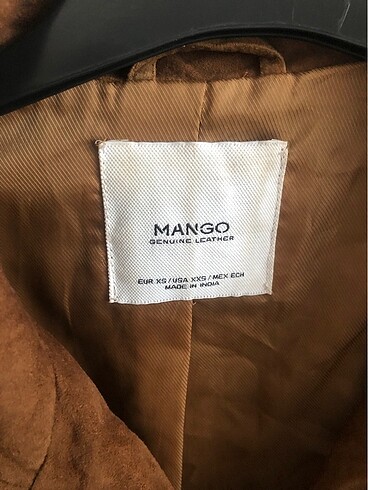 MANGO
GENUINE LEATHER
EUR XS / USA XXS / MEX ECH
MADE IN INDIA